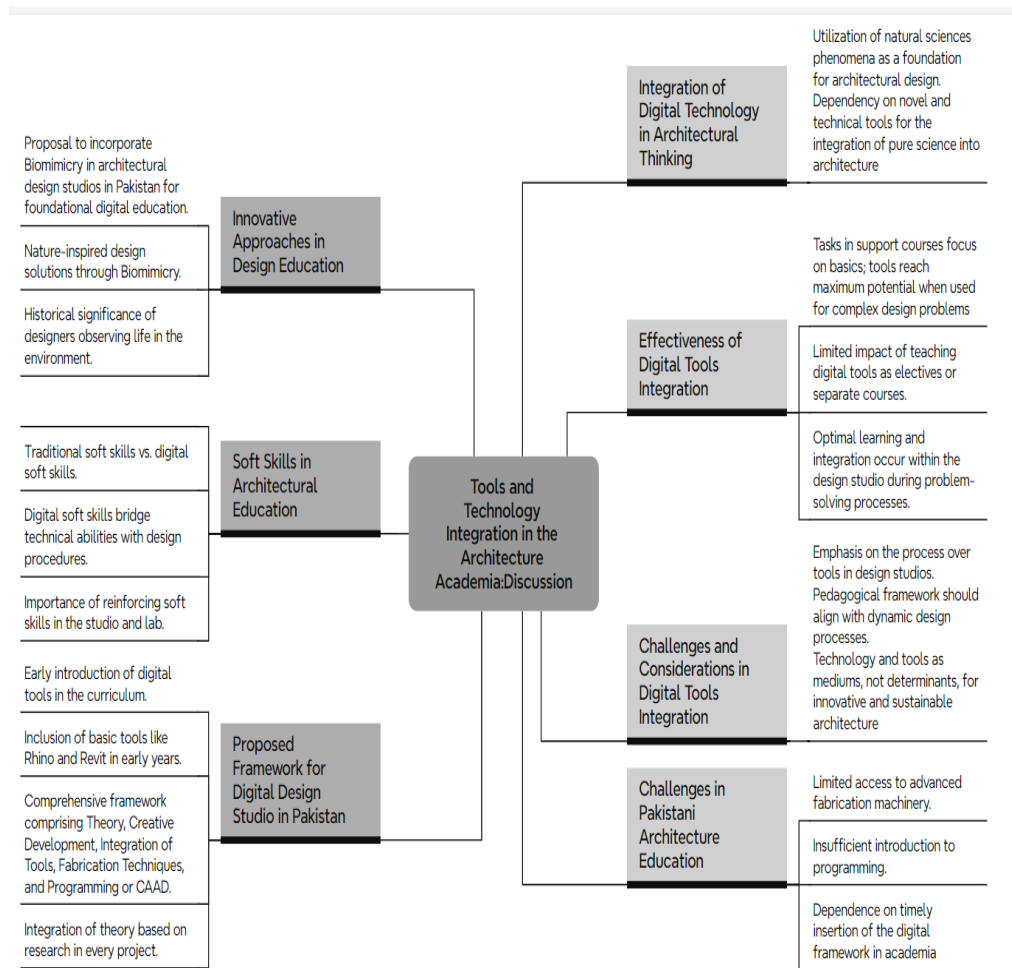 Tools and
Technology
Integration in the
Architecture
Academia:Discussion
Innovative
Approaches in
Design Education
Proposal to incorporate
Biomimicry in architectural
design studios in Pakistan for
foundational digital education.
Nature-inspired design
solutions through Biomimicry.
Historical significance of
designers observing life in the
environment.
Soft Skills in
Architectural
Education
Traditional soft skills vs. digital
soft skills.
Digital soft skills bridge
technical abilities with design
procedures.
Importance of reinforcing soft
skills in the studio and lab.
Proposed
Framework for
Digital Design
Studio in Pakistan
Early introduction of digital
tools in the curriculum.
Inclusion of basic tools like
Rhino and Revit in early years.
Comprehensive framework
comprising Theory, Creative
Development, Integration of
Tools, Fabrication Techniques,
and Programming or CAAD.
Integration of theory based on
research in every project.
Integration of
Digital Technology
in Architectural
Thinking
Utilization of natural sciences
phenomena as a foundation
for architectural design.
Dependency on novel and
technical tools for the
integration of pure science into
architecture
Effectiveness of
Digital Tools
Integration
Tasks in support courses focus
on basics; tools reach
maximum potential when used
for complex design problems
Limited impact of teaching
digital tools as electives or
separate courses.
Optimal learning and
integration occur within the
design studio during problem-
solving processes.
Challenges and
Considerations in
Digital Tools
Integration
Emphasis on the process over
tools in design studios.
Pedagogical framework should
align with dynamic design
processes.
Technology and tools as
mediums, not determinants, for
innovative and sustainable
architecture
Challenges in
Pakistani
Architecture
Education
Limited access to advanced
fabrication machinery.
Insufficient introduction to
programming.
Dependence on timely
insertion of the digital
framework in academia